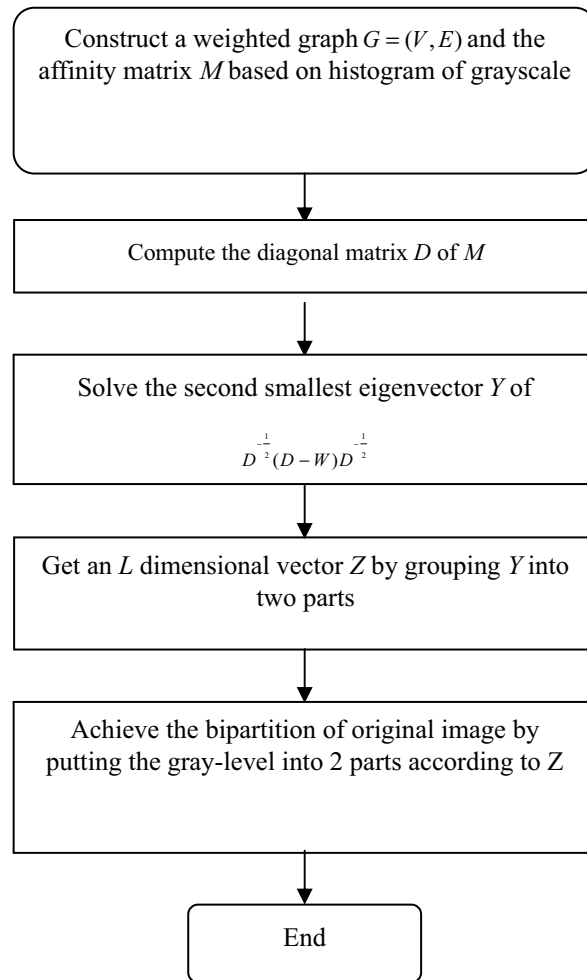 Construct a weighted graph G = (V, E) and the
affinity matrix M based on histogram of grayscale
Compute the diagonal matrix D of M
Solve the second smallest eigenvector Y of
D^{-\frac{1}{2}}(D-W)D^{-\frac{1}{2}}
Get an L dimensional vector Z by grouping Y into
two parts
Achieve the bipartition of original image by
putting the gray-level into 2 parts according to Z
End